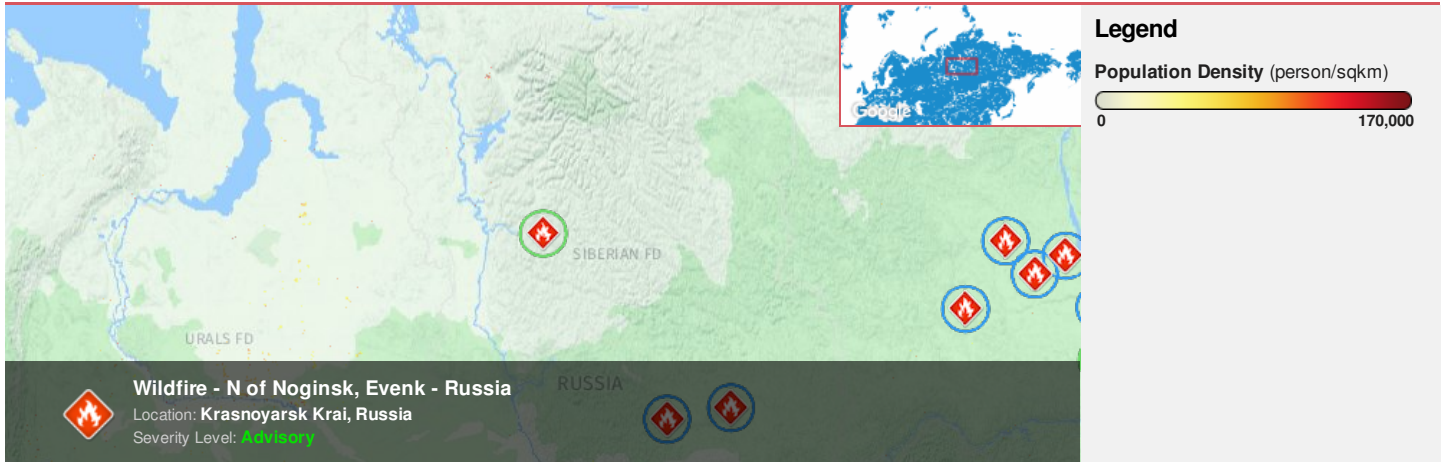 Google
SIBERIAN FD
URALS FD
RUSSIA
Wildfire - N of Noginsk, Evenk - Russia
Location: Krasnoyarsk Krai, Russia
Severity Level: Advisory
Legend
Population Density (person/sqkm)
0 170,000